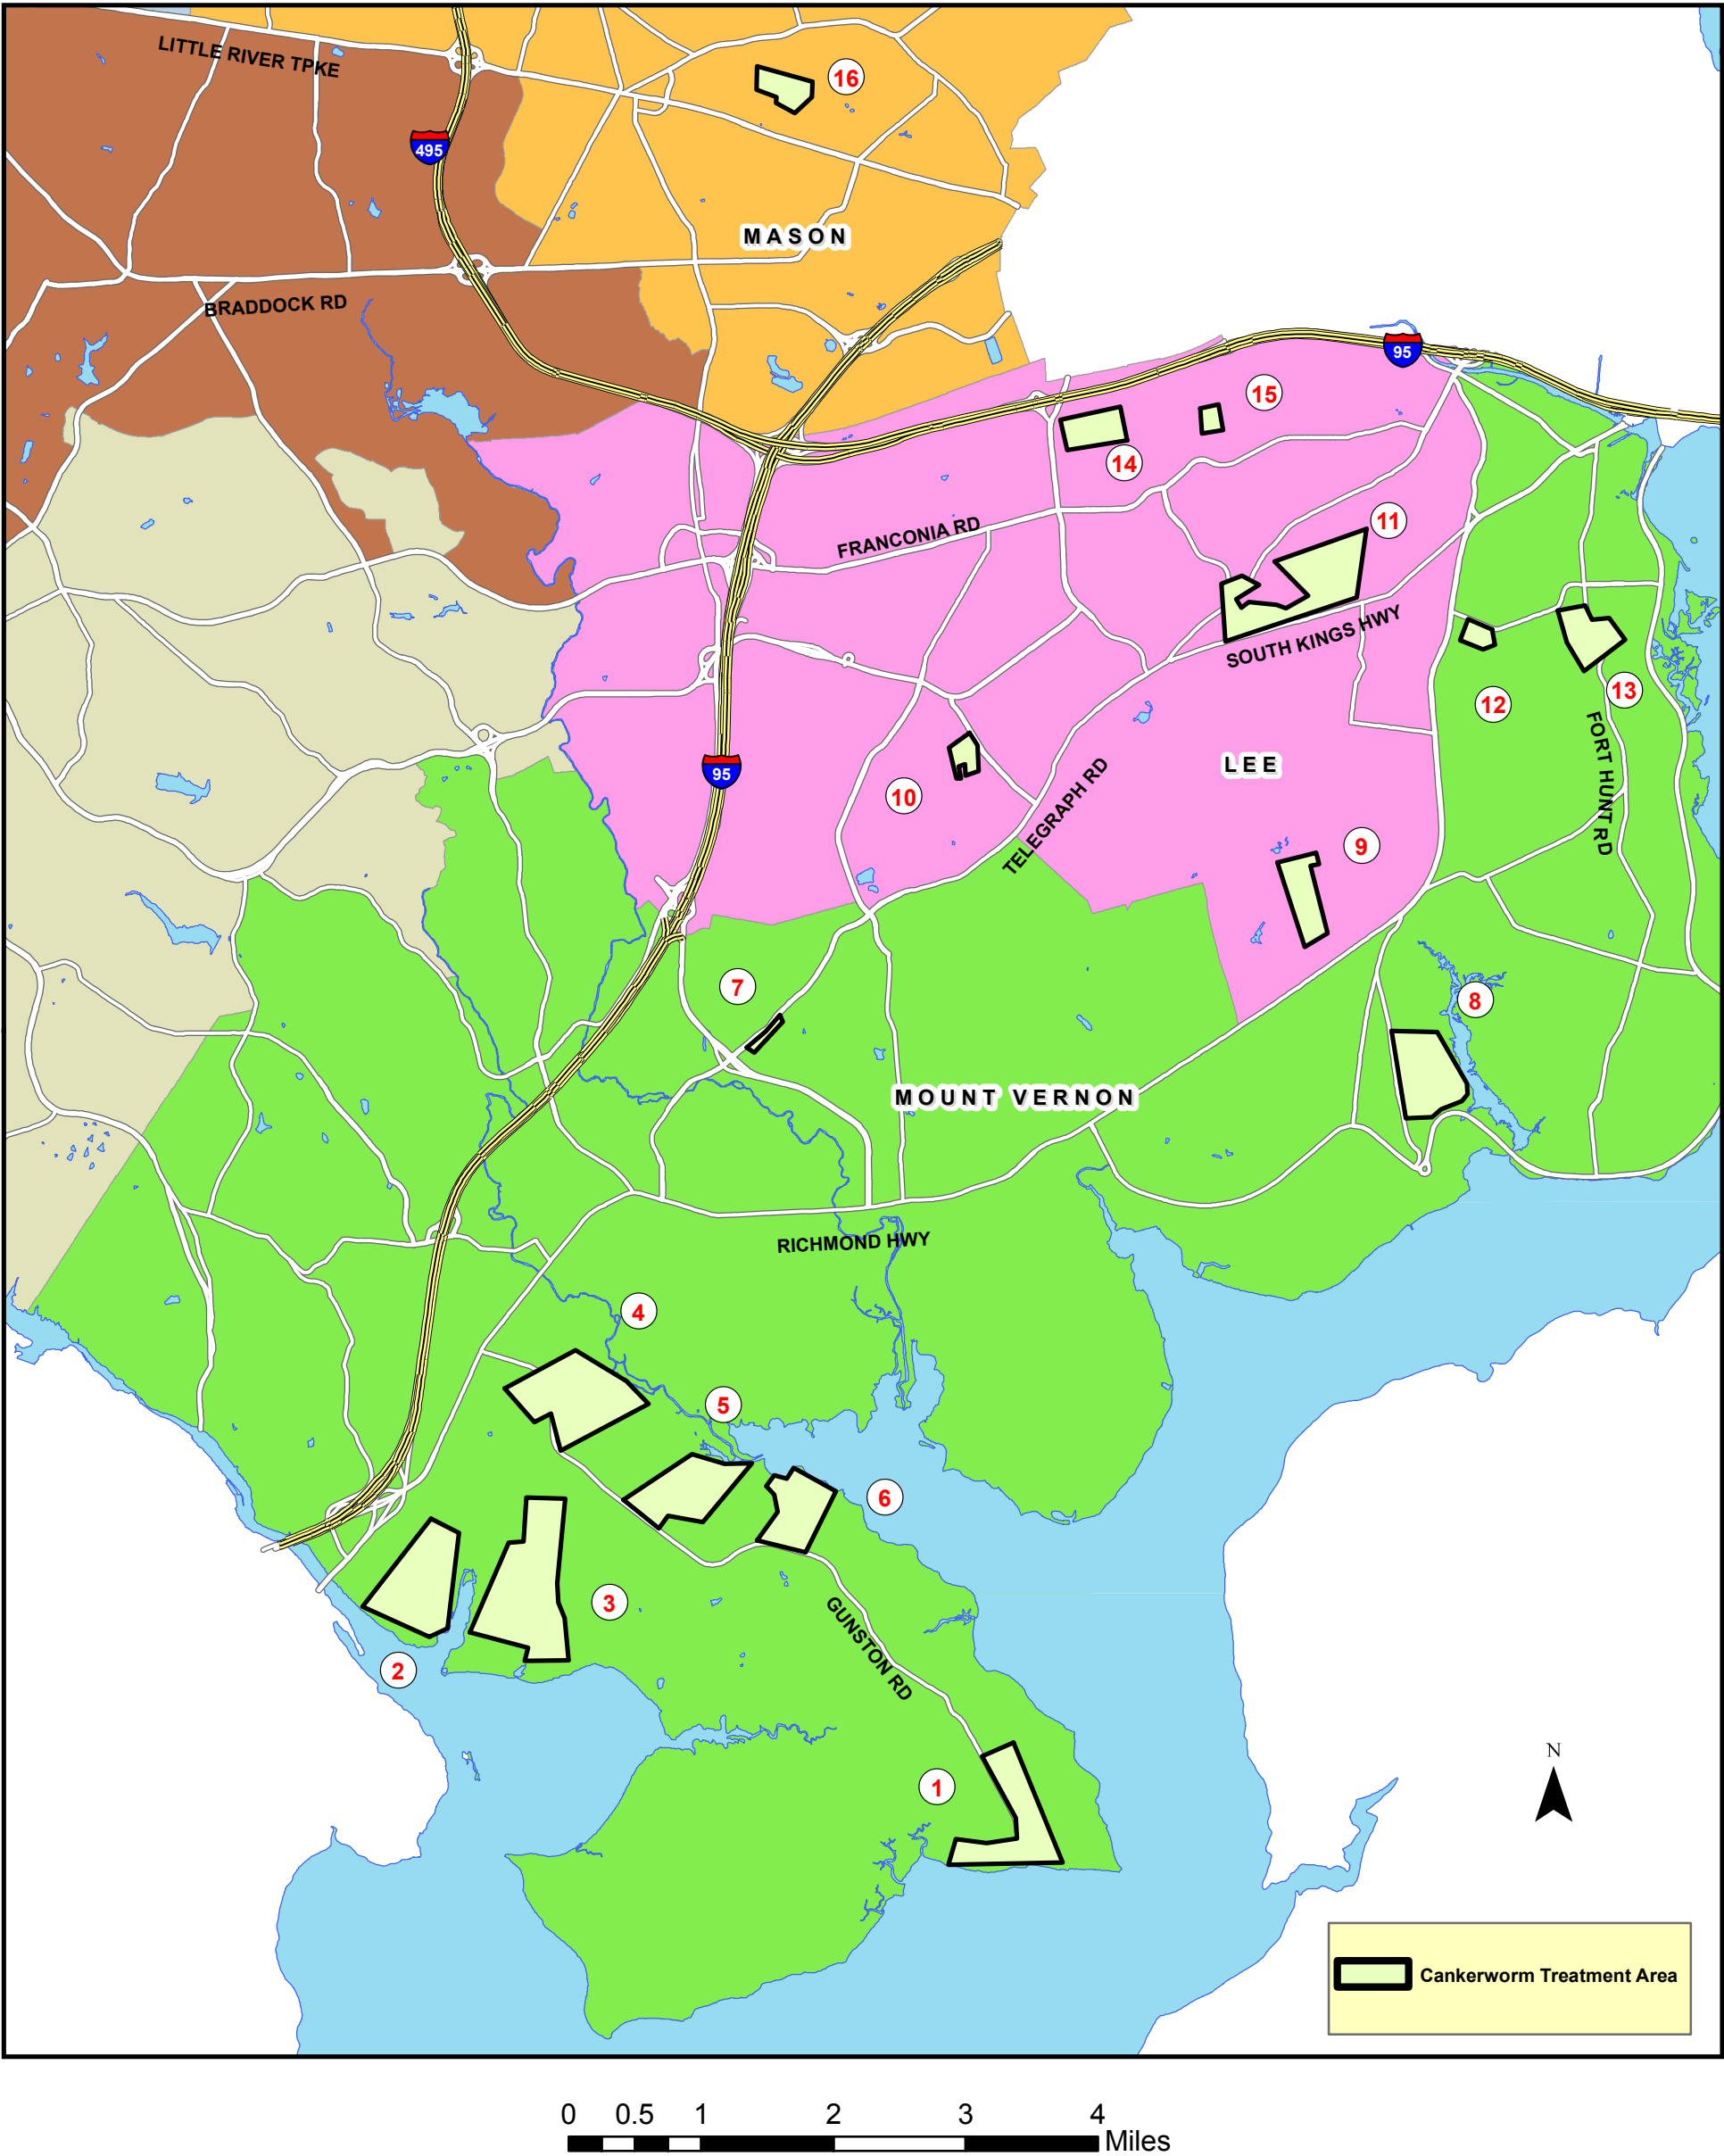 LITTLE RIVER TPKE
16
495
MASON
BRADDOCK RD
95
15
14
FRANCONIA RD
11
SOUTH KINGS HWY
12
13
FORT HUNT RD
95
10
TELEGRAPH RD
LEE
9
7
8
MOUNT VERNON
RICHMOND HWY
4
5
6
3
GUNSTON RD
2
1
N
Cankerworm Treatment Area
0 0.5 1 2 3 4
Miles